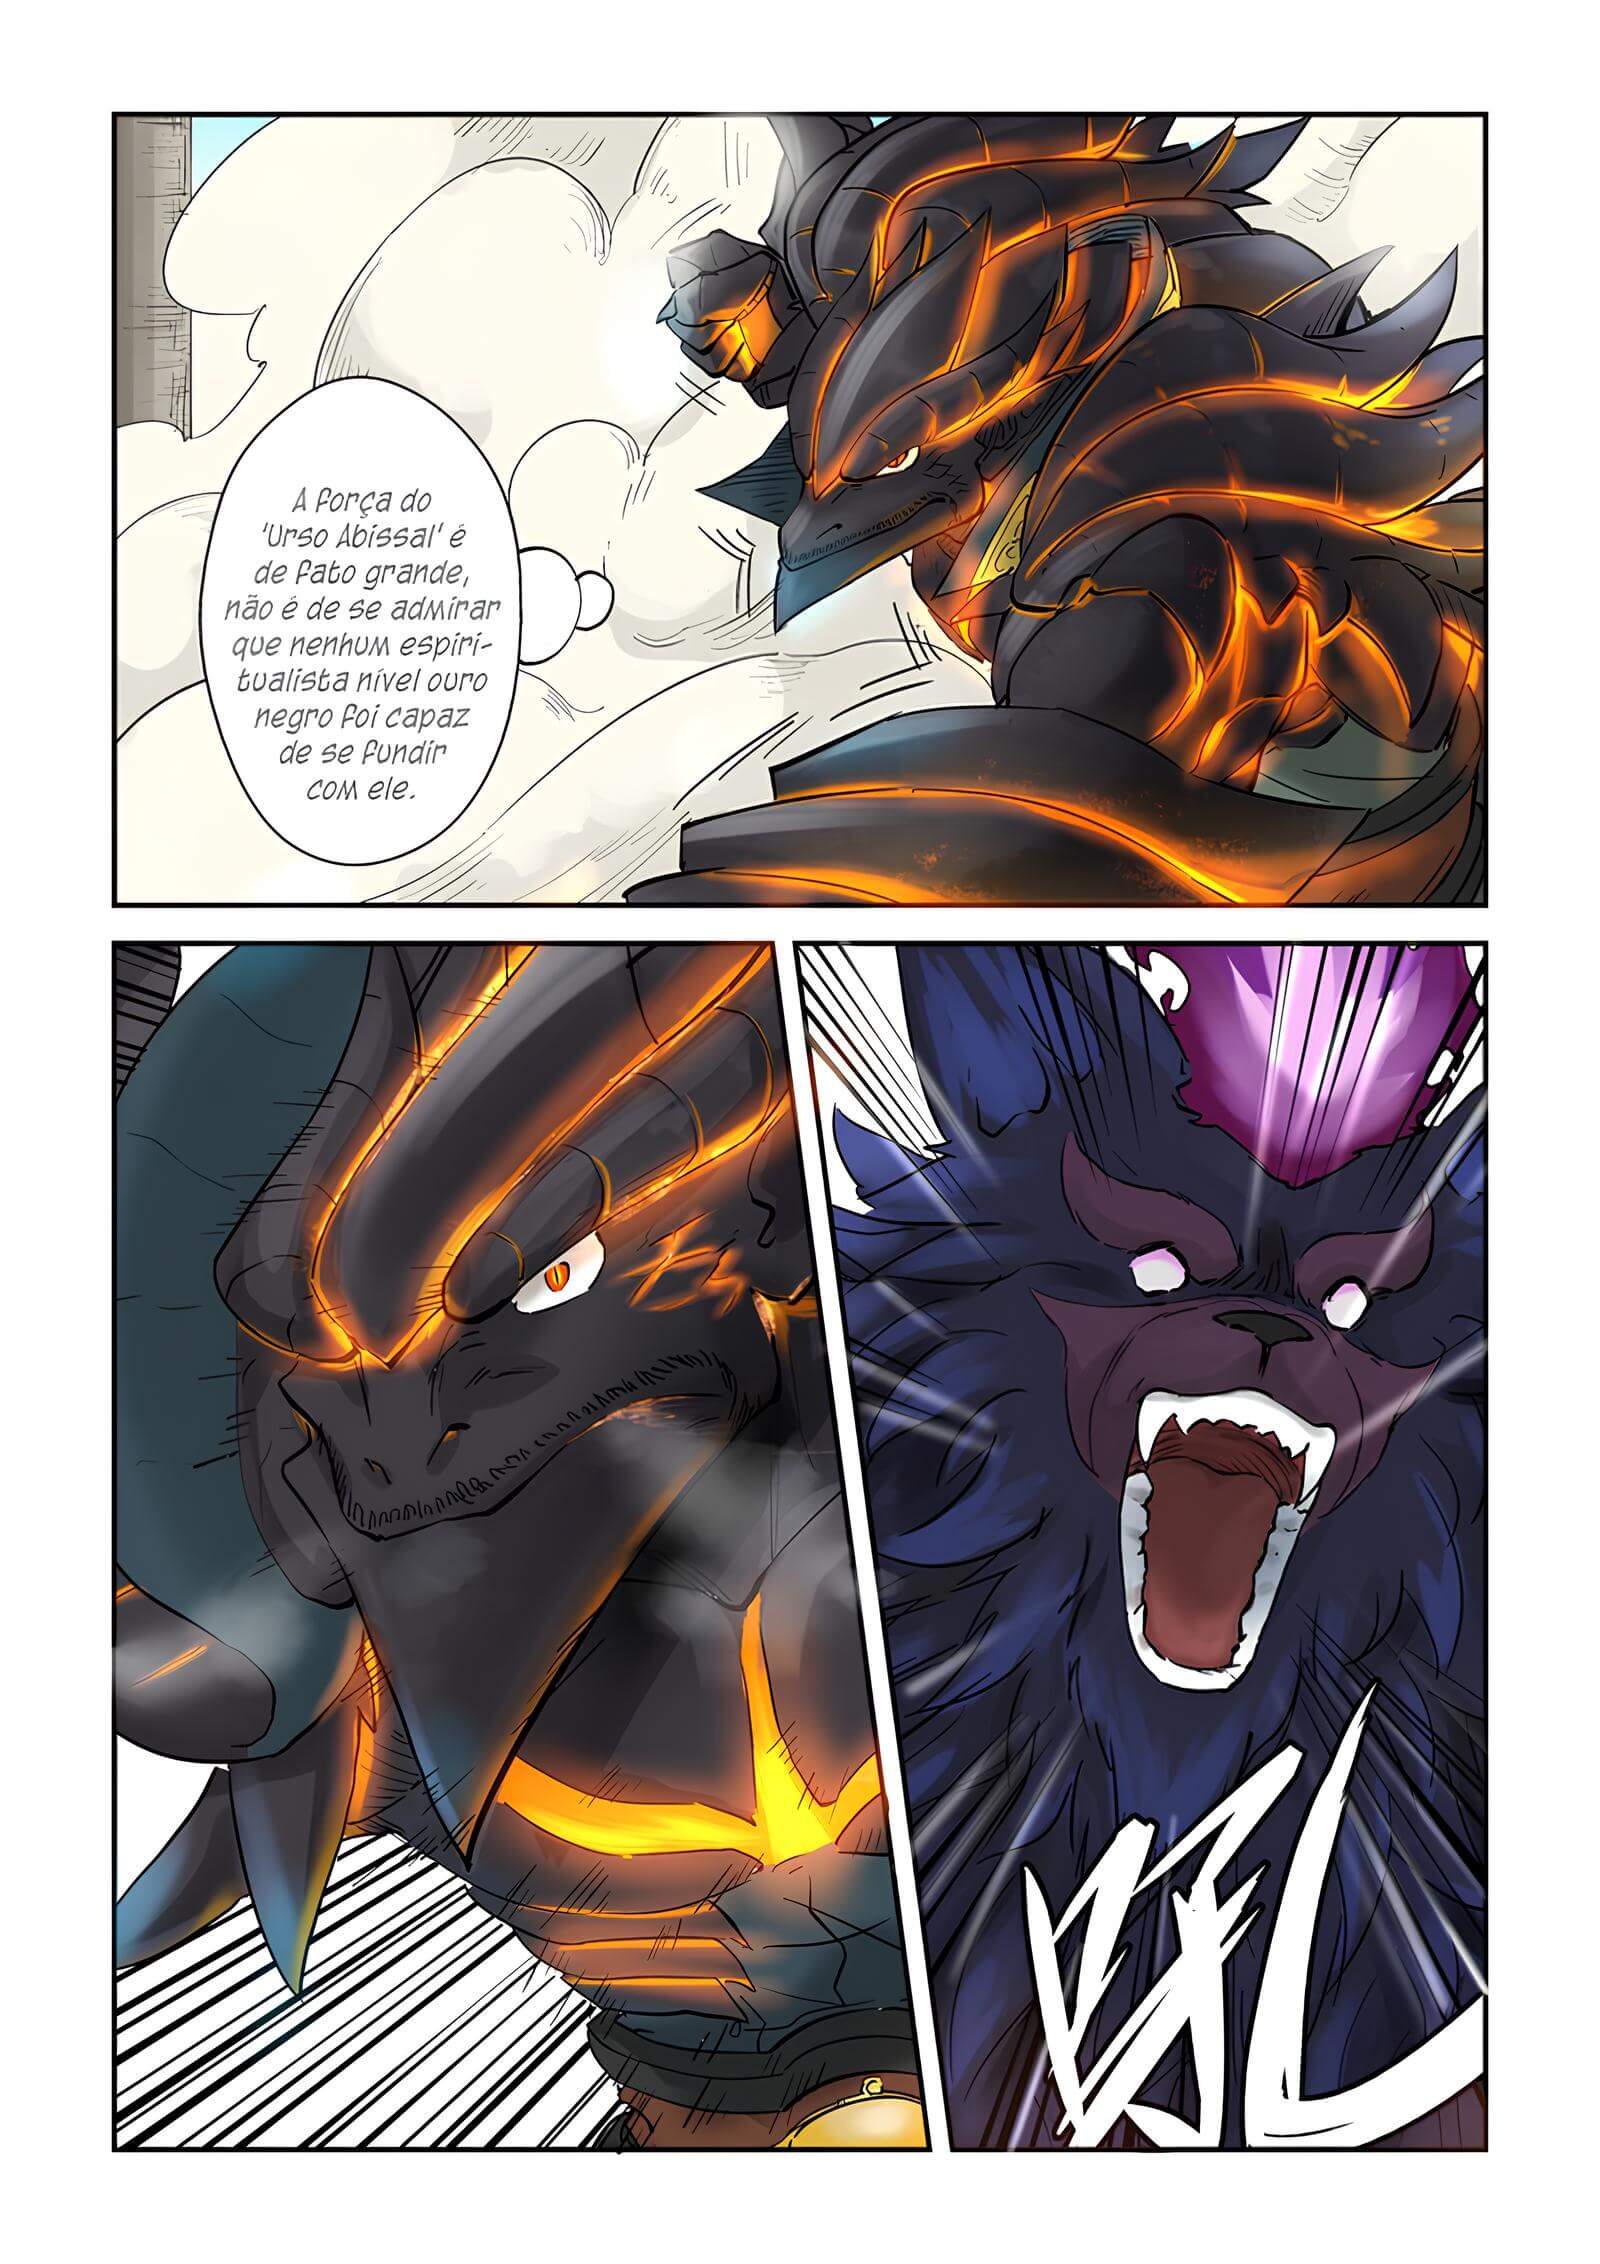 A força do
'Urso Abissal' é
de fato grande,
não é de se admirar
que nenhum espiri-
tualista nível ouro
negro foi capaz
de se fundir
com ele.